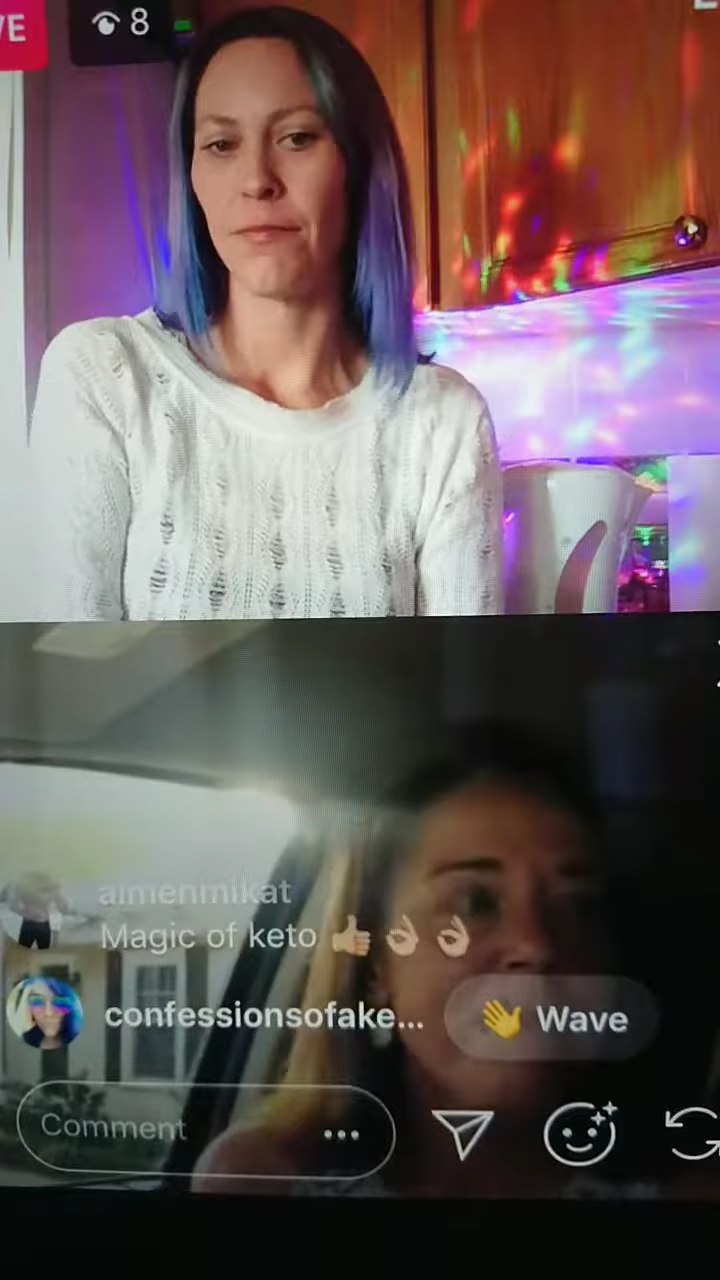 VE 8
aimenmikat
Magic of keto 👍🏼👌🏼👌🏼
confessionsofake... 👋 Wave
Comment ...